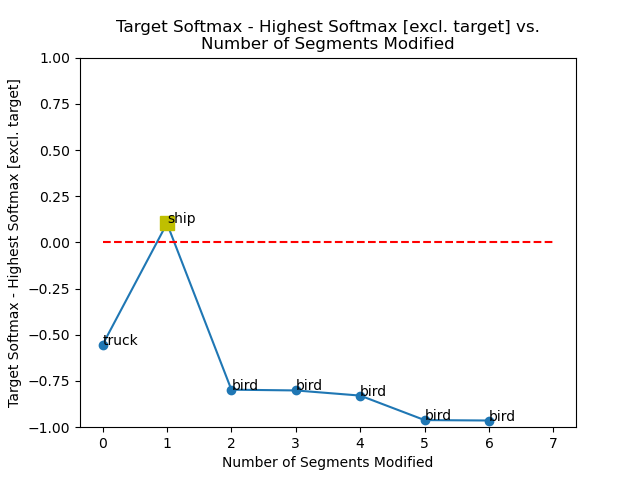 Target Softmax - Highest Softmax [excl. target] vs.
Number of Segments Modified
Target Softmax - Highest Softmax [excl. target]
1.00
0.75
0.50
0.25
0.00
−0.25
−0.50
−0.75
−1.00
truck
ship
bird
bird
bird
bird
bird
0 1 2 3 4 5 6 7
Number of Segments Modified